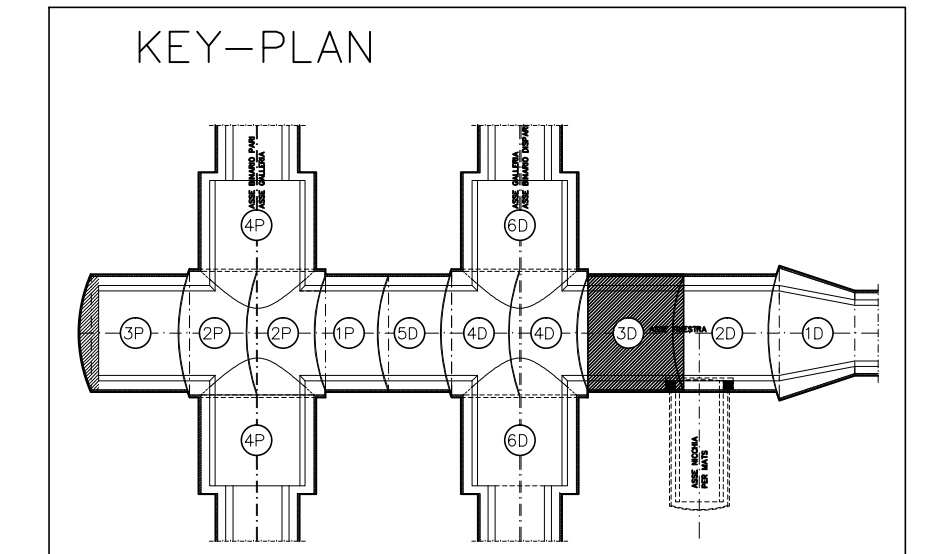 KEY-PLAN
ASSE BINARIO PARI
ASSE GALLERIA
ASSE GALLERIA
ASSE BINARIO DISPARI
4P
6D
3P
2P
2P
1P
5D
4D
4D
3D
ASSE FINESTRA
2D
1D
4P
6D
ASSE NICCHIA
PER MATS